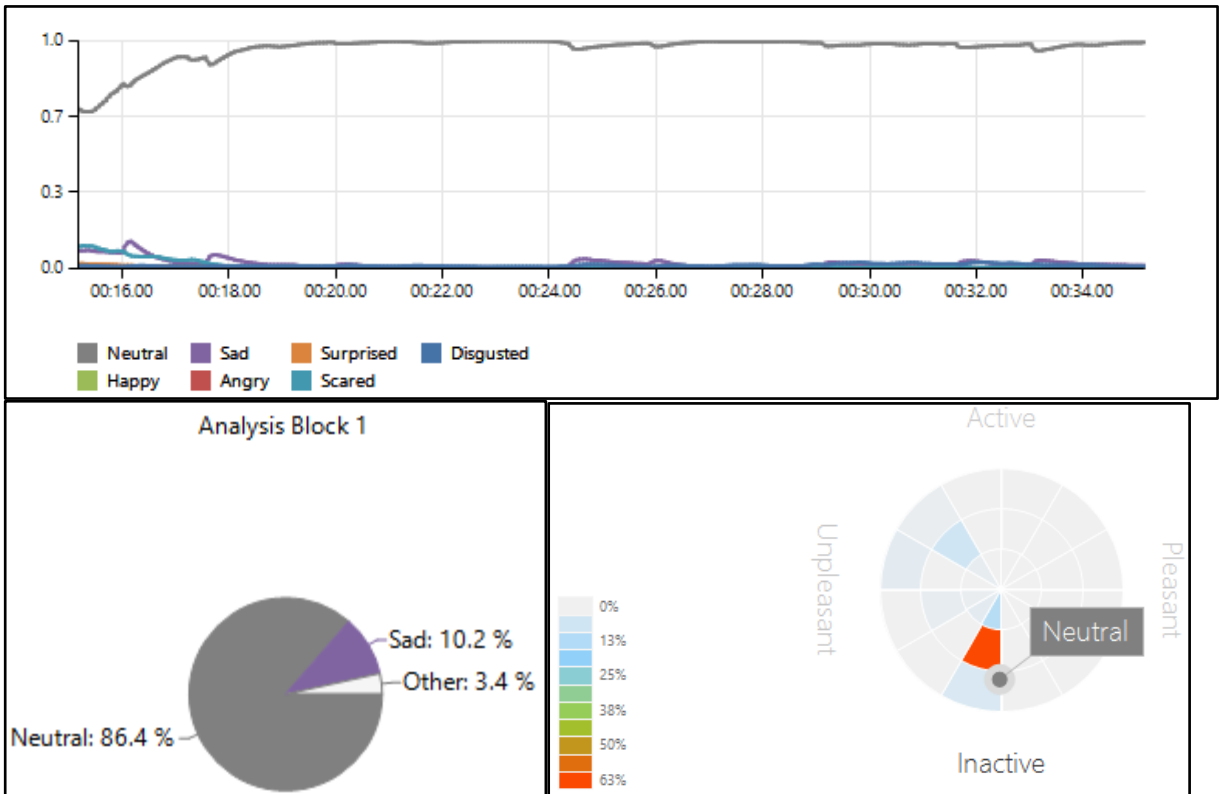 1.0
0.7
0.3
0.0
00:16.00 00:18.00 00:20.00 00:22.00 00:24.00 00:26.00 00:28.00 00:30.00 00:32.00 00:34.00
Neutral Sad Surprised Disgusted
Happy Angry Scared
Analysis Block 1
Sad: 10.2 %
Other: 3.4 %
Neutral: 86.4 %
Active
Unpleasant
Pleasant
Neutral
Inactive
0%
13%
25%
38%
50%
63%